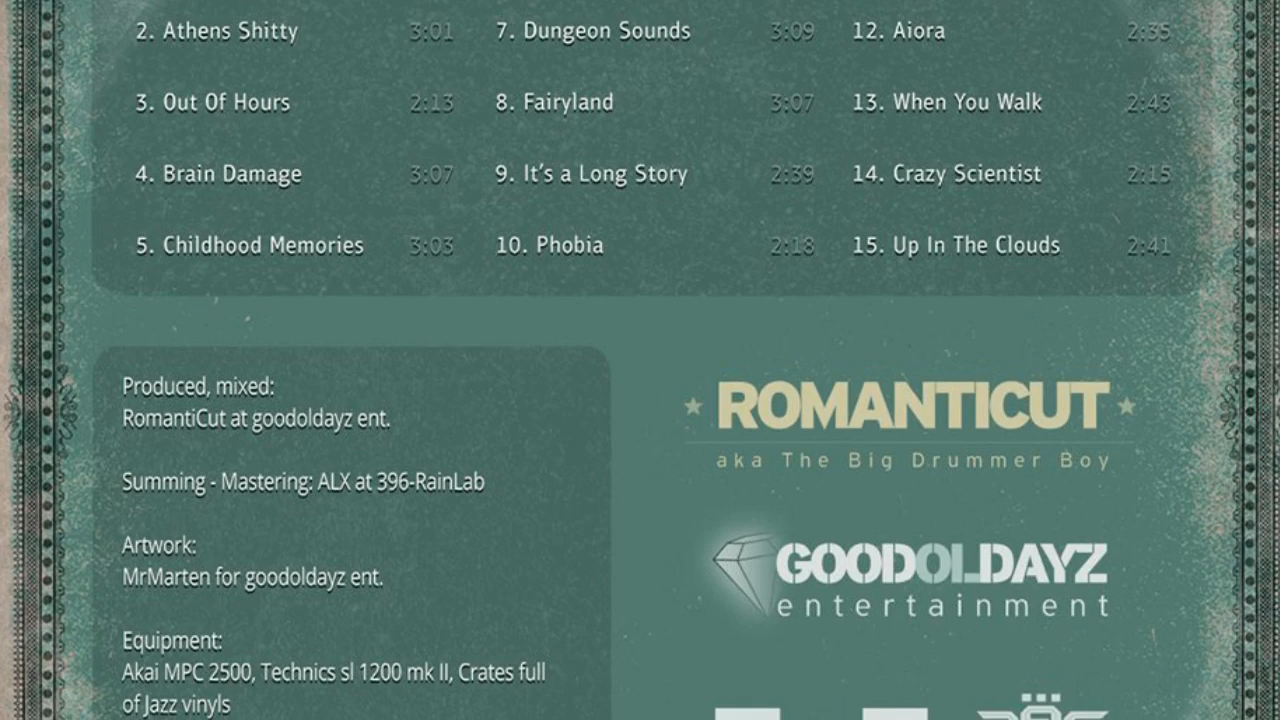 2. Athens Shitty 3:01
3. Out Of Hours 2:13
4. Brain Damage 3:07
5. Childhood Memories 3:03
7. Dungeon Sounds 3:09
8. Fairyland 3:07
9. It's a Long Story 2:39
10. Phobia 2:18
12. Aiora 2:35
13. When You Walk 2:43
14. Crazy Scientist 2:15
15. Up In The Clouds 2:41
Produced, mixed:
RomantiCut at goodoldayz ent.
Summing - Mastering: ALX at 396-RainLab
Artwork:
MrMarten for goodoldayz ent.
Equipment:
Akai MPC 2500, Technics sl 1200 mk II, Crates full
of Jazz vinyls
ROMANTICUT
aka The Big Drummer Boy
GOODOLDAYZ
entertainment